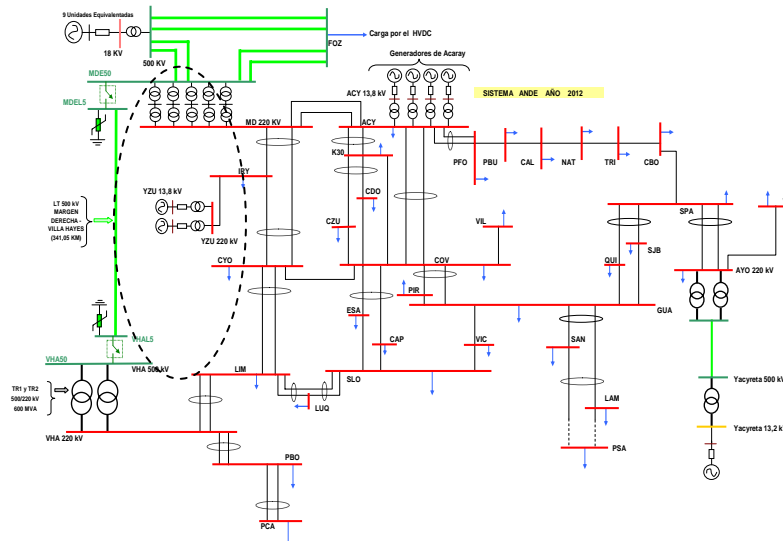 9 Unidades Equivalentadas
18 KV
500 KV
FOZ
Carga por el HVDC
Generadores de Acaray
MDE50
MDEL5
ACY 13,8 kV
SISTEMA ANDE AÑO 2012
MD 220 KV
ACY
K30
PFO
PBU
CAL
NAT
TRI
CBO
IRY
CDO
YZU 13,8 kV
YZU 220 kV
CZU
VIL
SPA
LT 500 kV
MARGEN
DERECHA-
VILLA HAYES
(341,05 KM)
CYO
COV
QUI
SJB
AYO 220 kV
PIR
GUA
ESA
CAP
VIC
SAN
VHAL5
VHA50
VHA 500 kV
LIM
SLO
Yacyreta 500 kV
TR1 y TR2
500/220 kV
600 MVA
LUQ
LAM
VHA 220 kV
PSA
Yacyreta 13,2 k
PBO
PCA